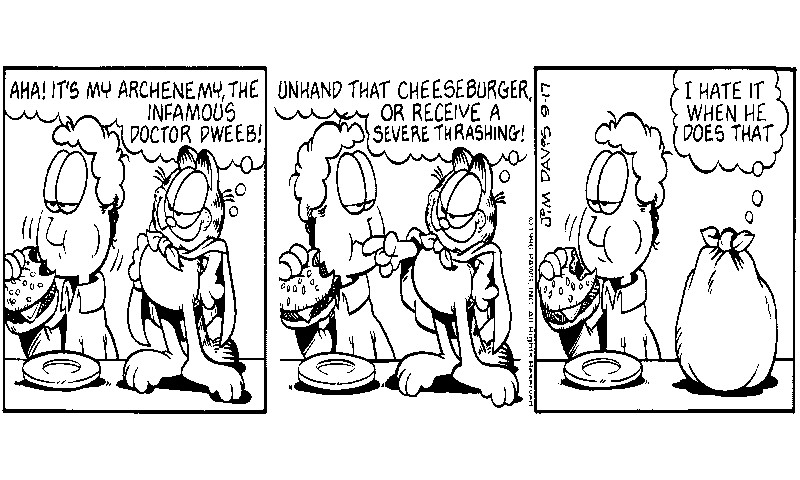 AHA! IT'S MY ARCHENEMY, THE
INFAMOUS
DOCTOR DWEEB!
UNHAND THAT CHEESEBURGER,
OR RECEIVE A
SEVERE THRASHING!
I HATE IT
WHEN HE
DOES THAT
JIM DAVIS 9-17